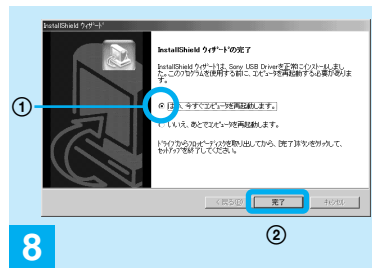 InstallShield ウィザード
InstallShield ウィザードの完了
InstallShield ウィザードは、Sony USB Driverを正常にインストールしまし
た。このプログラムを使用する前に、コンピュータを再起動する必要がありま
す。
①
はい、今すぐコンピュータを再起動します。
いいえ、あとでコンピュータを再起動します。
ドライブからフロッピーディスクを取り出してから、[完了]ボタンをクリックして、
セットアップを終了してください。
< 戻る(B)
完了
キャンセル
②
8